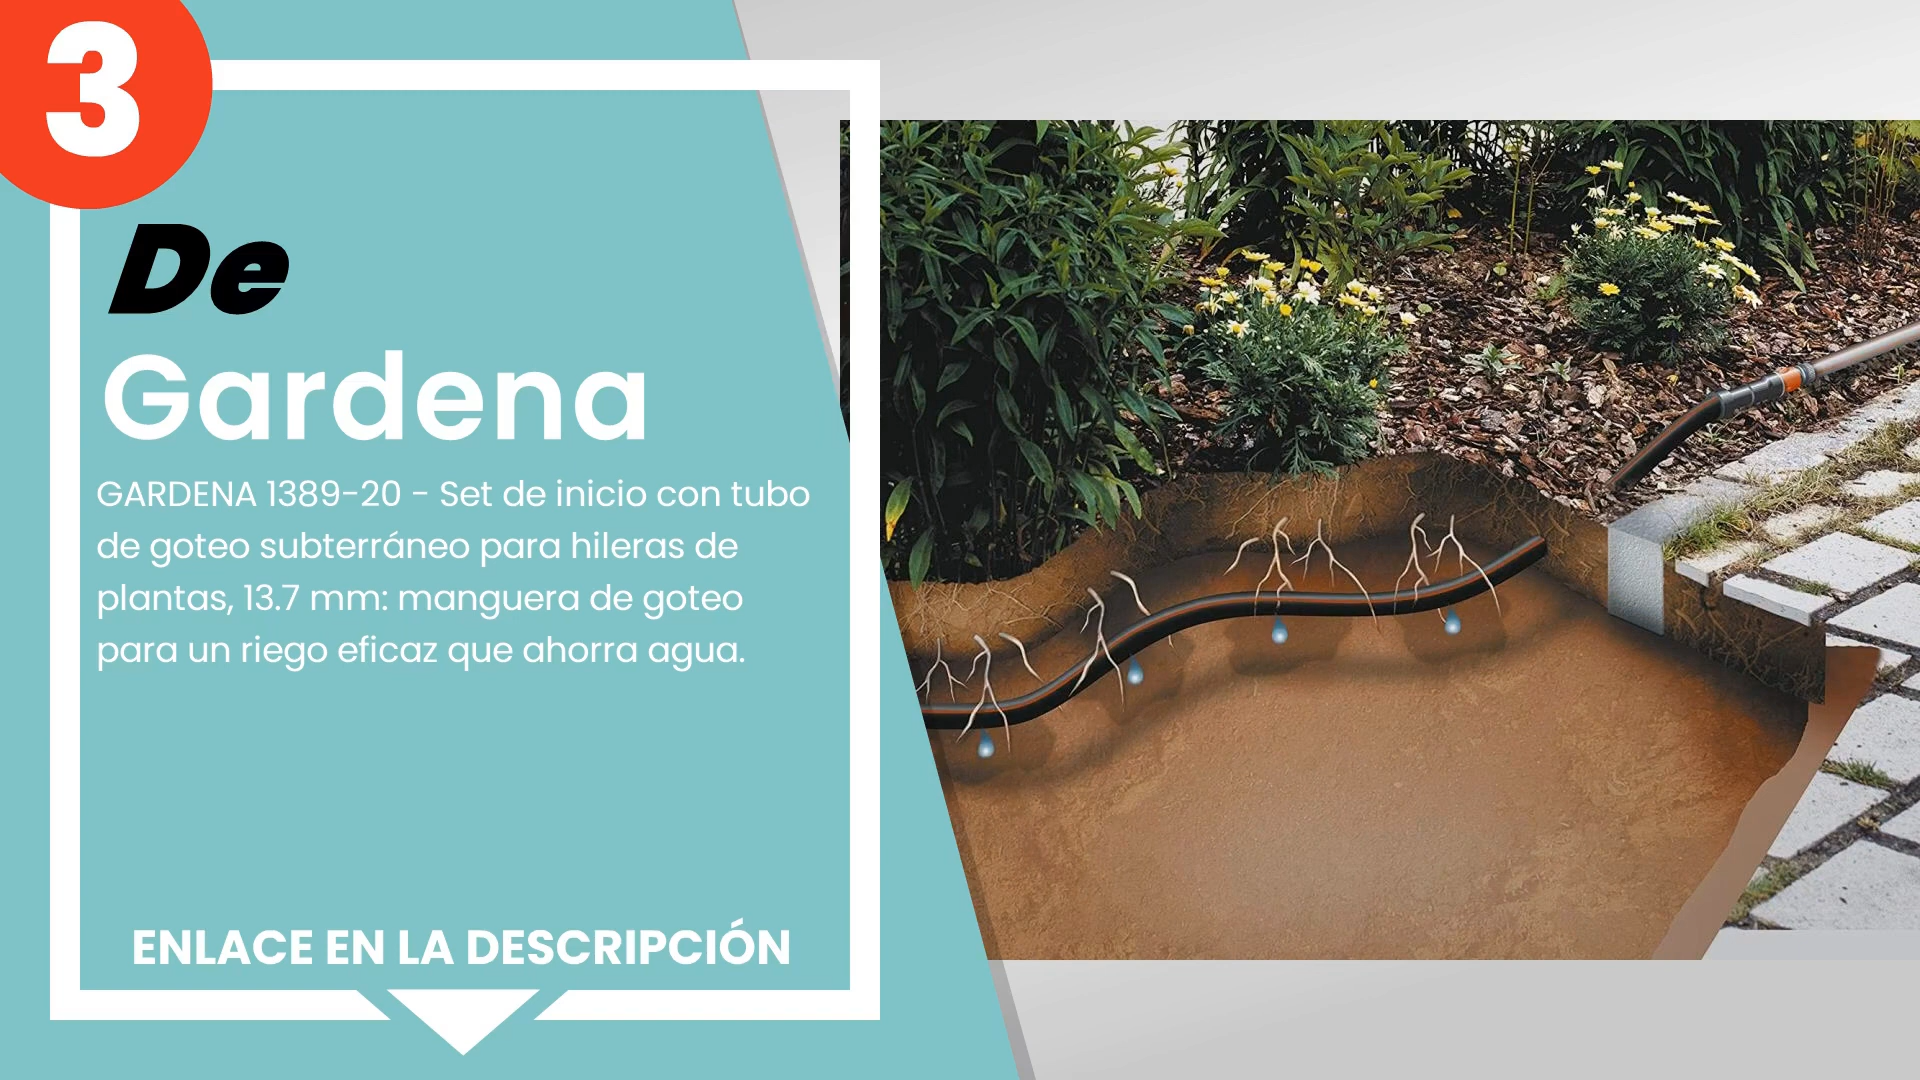 3
De
Gardena
GARDENA 1389-20 - Set de inicio con tubo
de goteo subterráneo para hileras de
plantas, 13.7 mm: manguera de goteo
para un riego eficaz que ahorra agua.
ENLACE EN LA DESCRIPCIÓN